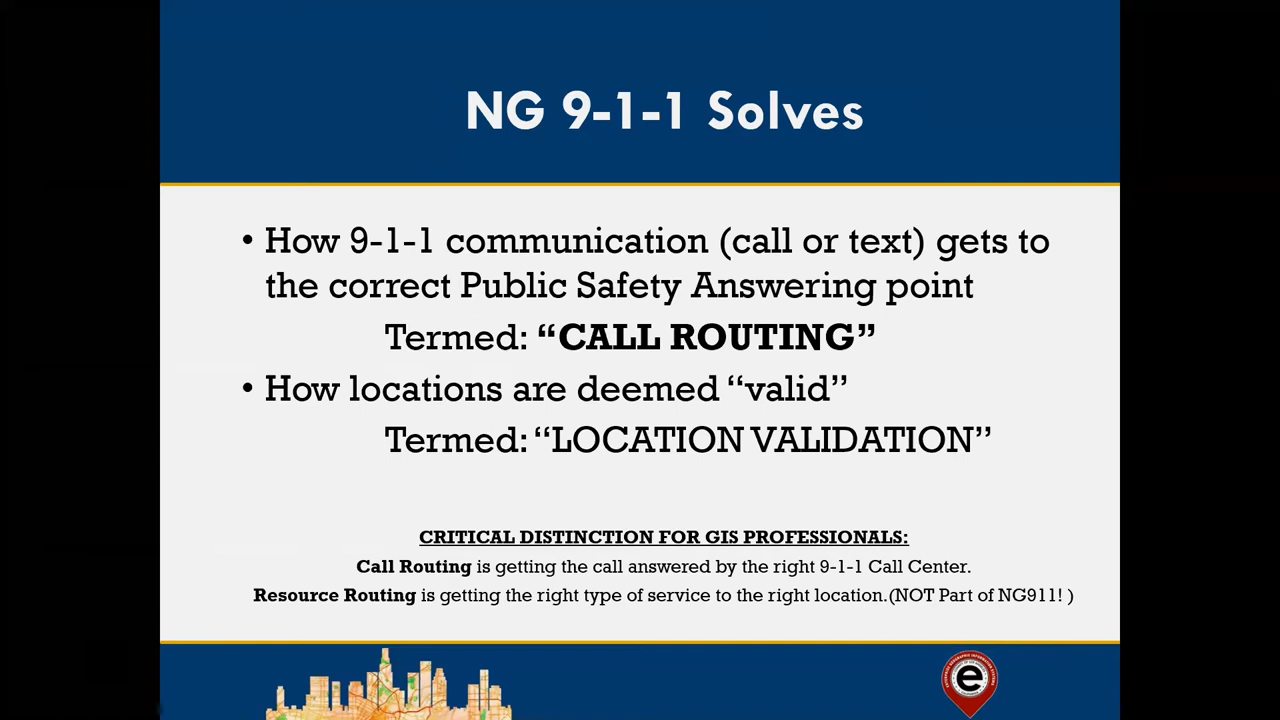 NG 9-1-1 Solves
• How 9-1-1 communication (call or text) gets to
the correct Public Safety Answering point
Termed: “CALL ROUTING”
• How locations are deemed “valid”
Termed: “LOCATION VALIDATION”
CRITICAL DISTINCTION FOR GIS PROFESSIONALS:
Call Routing is getting the call answered by the right 9-1-1 Call Center.
Resource Routing is getting the right type of service to the right location.(NOT Part of NG911! )
e